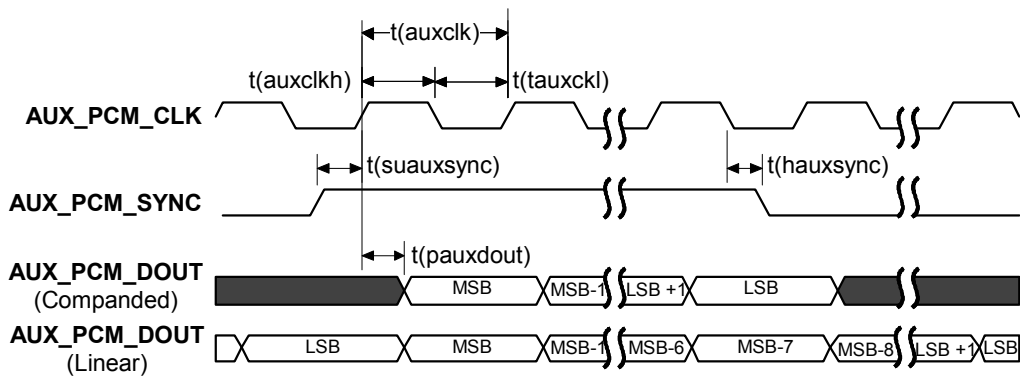 t(auxclk)
t(auxclkh)
t(tauxckl)
AUX_PCM_CLK
t(suauxsync)
t(hauxsync)
AUX_PCM_SYNC
t(pauxdout)
AUX_PCM_DOUT
(Companded)
MSB
MSB-1
LSB +1
LSB
AUX_PCM_DOUT
(Linear)
LSB
MSB
MSB-1
MSB-6
MSB-7
MSB-8
LSB +1
LSB